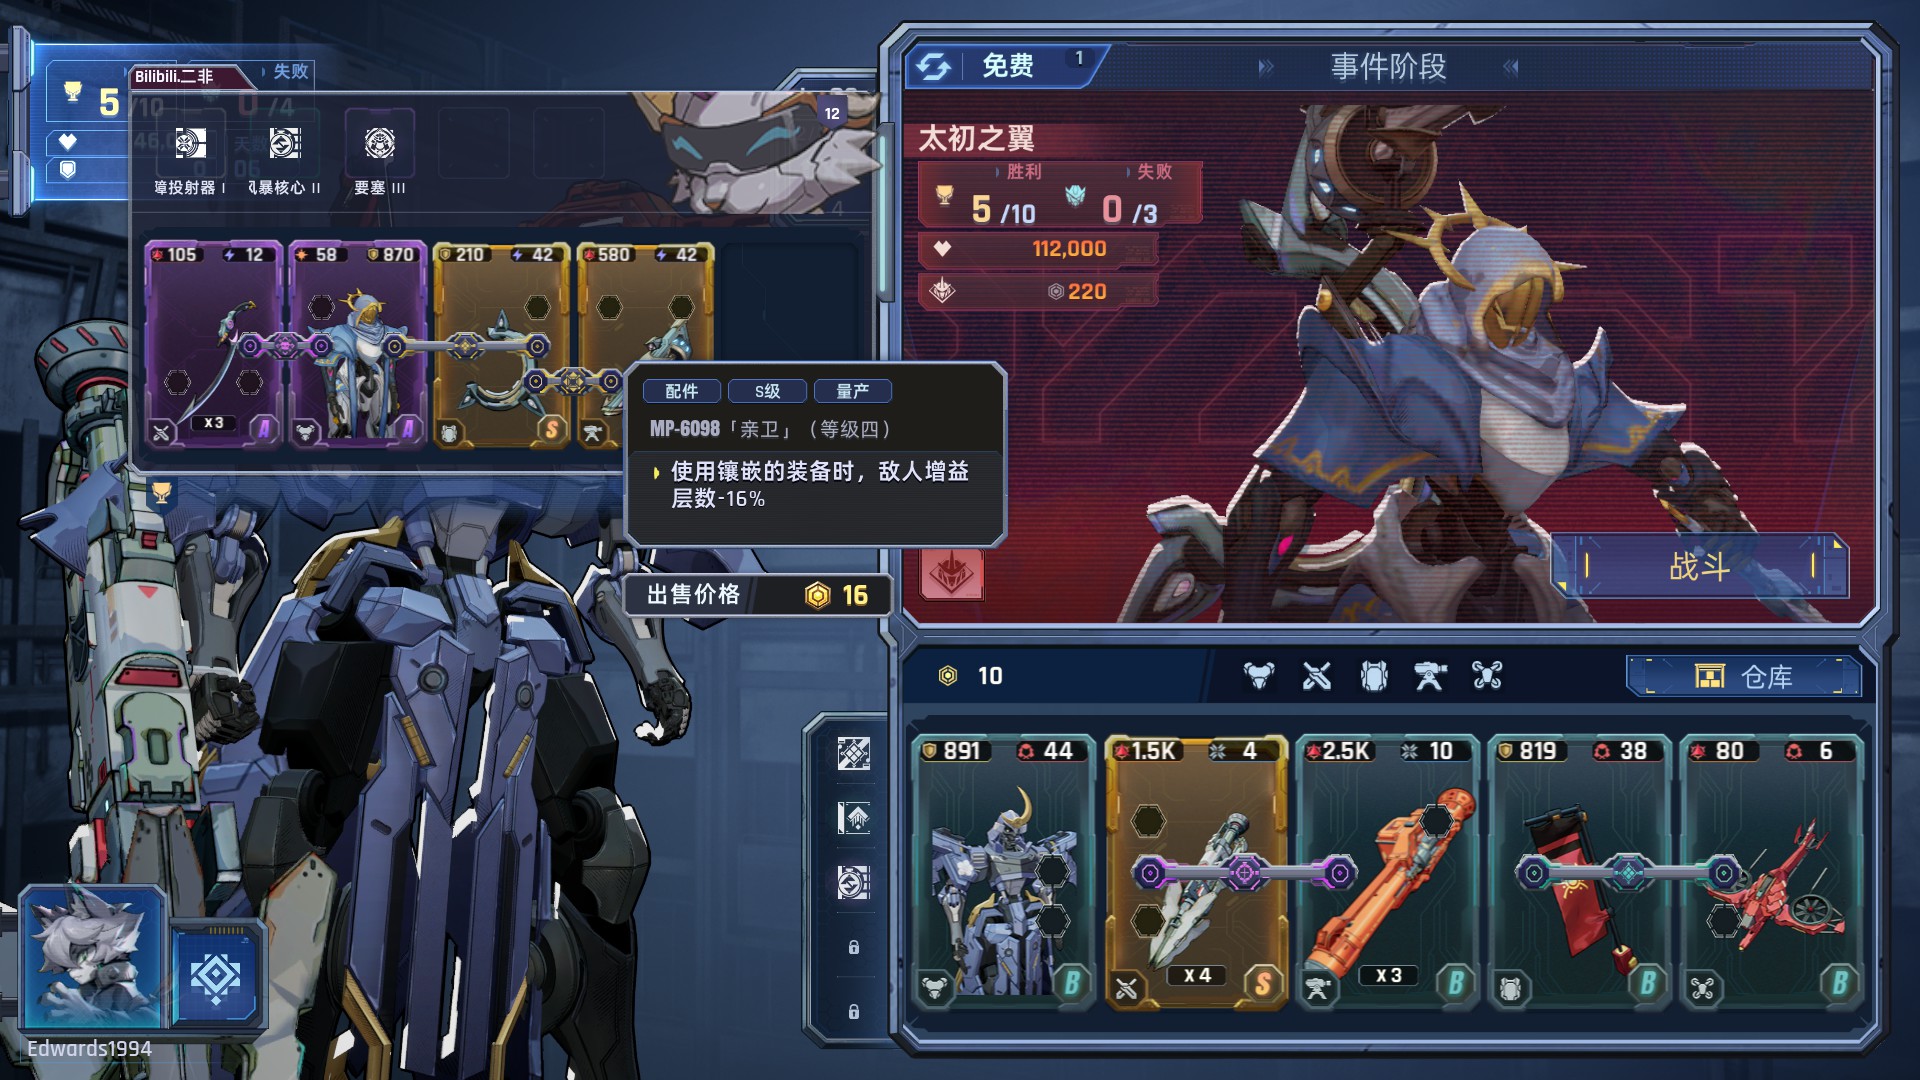 Bilibili.二非
失败
5 /10
0 /4
12
障投射器 I
风暴核心 II
要塞 III
105 12
58 870
210 42
580 42
x3
A
A
S
配件
S级
量产
MP-6098「亲卫」（等级四）
使用镶嵌的装备时，敌人增益
层数-16%
出售价格 16
免费 1
事件阶段
太初之翼
胜利 失败
5 /10 0 /3
112,000
220
战斗
10
仓库
891 44
1.5K 4
2.5K 10
819 38
80 6
x4
x3
B
S
B
B
B
Edwards1994